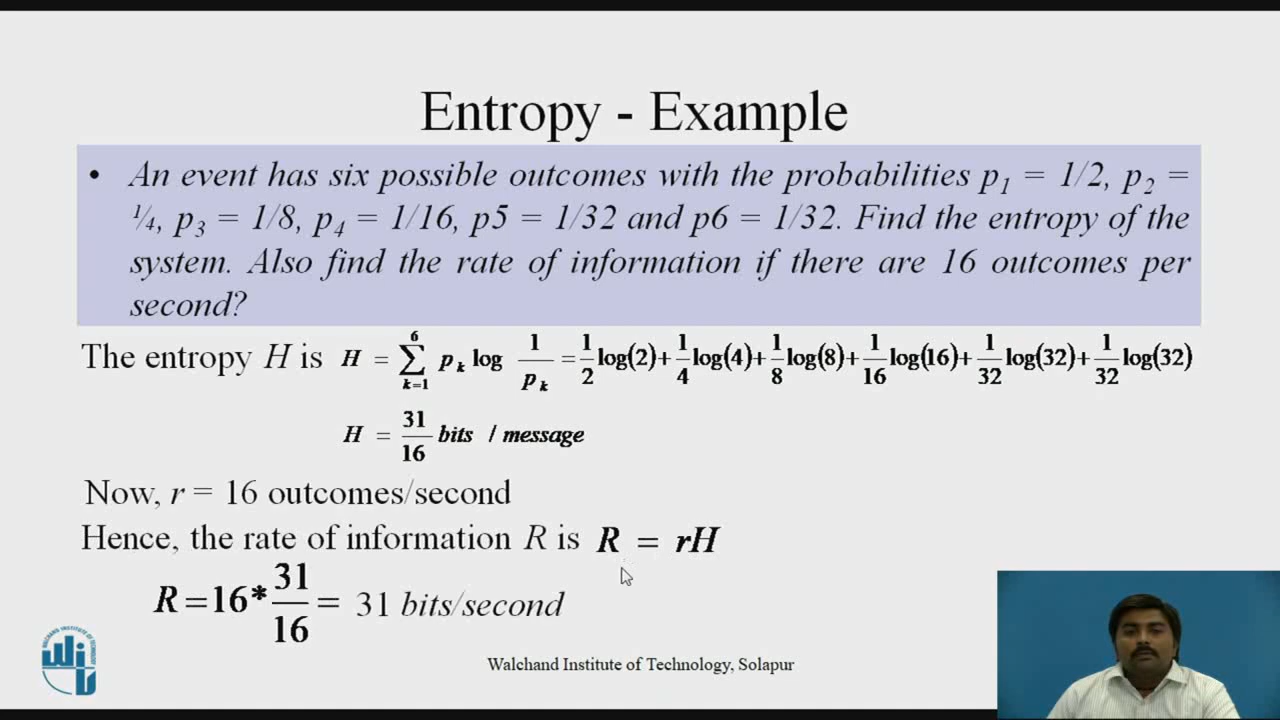 Entropy - Example
• An event has six possible outcomes with the probabilities p₁ = 1/2, p₂ =
¼, p₃ = 1/8, p₄ = 1/16, p5 = 1/32 and p6 = 1/32. Find the entropy of the
system. Also find the rate of information if there are 16 outcomes per
second?
The entropy H is H = ∑_{k=1}^{6} p_k log 1/p_k = 1/2 log(2)+ 1/4 log(4)+ 1/8 log(8)+ 1/16 log(16)+ 1/32 log(32)+ 1/32 log(32)
H = 31/16 bits / message
Now, r = 16 outcomes/second
Hence, the rate of information R is R = rH
R=16*31/16 = 31 bits/second
WALCHAND INSTITUTE OF TECHNOLOGY
WIT
Walchand Institute of Technology, Solapur